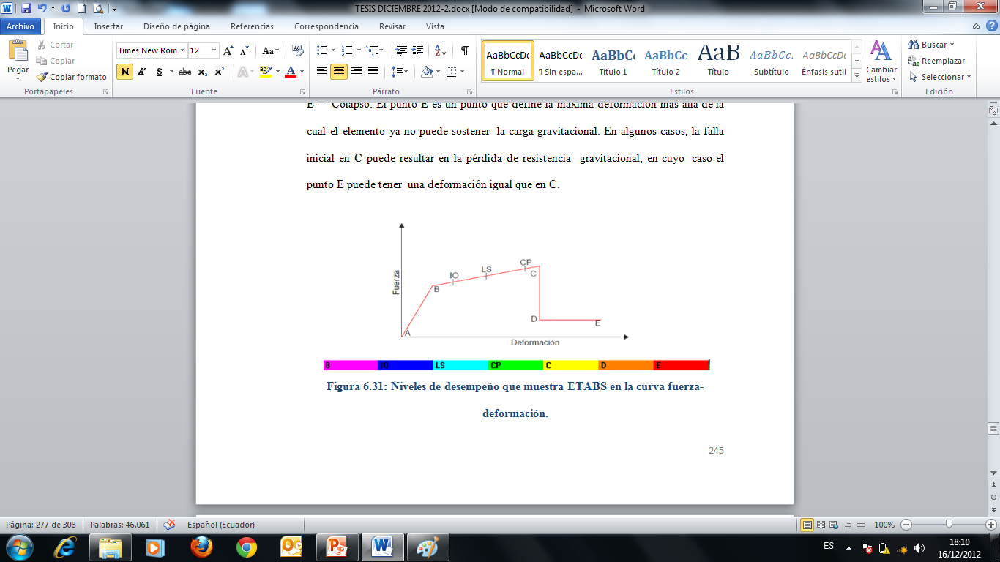 TESIS DICIEMBRE 2012-2.docx [Modo de compatibilidad] - Microsoft Word
Archivo Inicio Insertar Diseño de página Referencias Correspondencia Revisar Vista
Pegar
Cortar
Copiar
Copiar formato
Portapapeles
Times New Rom 12
N K S abc x₂ x²
Fuente
Párrafo
AaBbCcDc AaBbCcDc AaBbCc AaBbCc AaB AaBbCc. AaBbCcDc
¶ Normal ¶ Sin espa... Título 1 Título 2 Título Subtítulo Énfasis sutil
Cambiar estilos
Estilos
Buscar
Reemplazar
Seleccionar
Edición
E = Colapso. El punto E es un punto que define la máxima deformación más allá de la
cual el elemento ya no puede sostener la carga gravitacional. En algunos casos, la falla
inicial en C puede resultar en la pérdida de resistencia gravitacional, en cuyo caso el
punto E puede tener una deformación igual que en C.
Fuerza
A
B
IO
LS
CP
C
D
E
Deformación
B IO LS CP C D E
Figura 6.31: Niveles de desempeño que muestra ETABS en la curva fuerza-
deformación.
245
Página: 277 de 308 Palabras: 46.061 Español (Ecuador) 100%
ES 18:10
16/12/2012